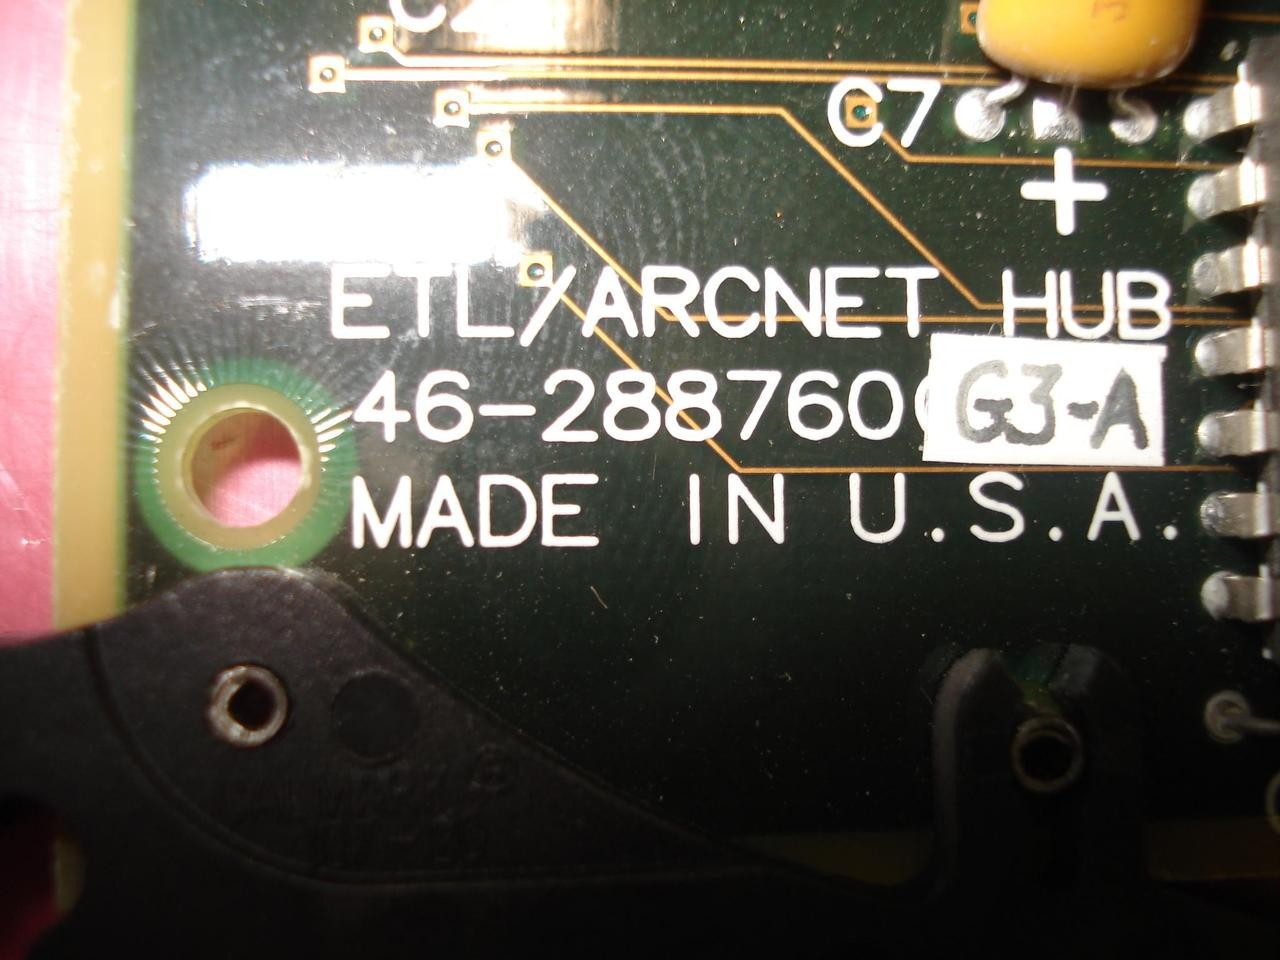 C7
+
ETL/ARCNET HUB
46-288760 G3-A
MADE IN U.S.A.